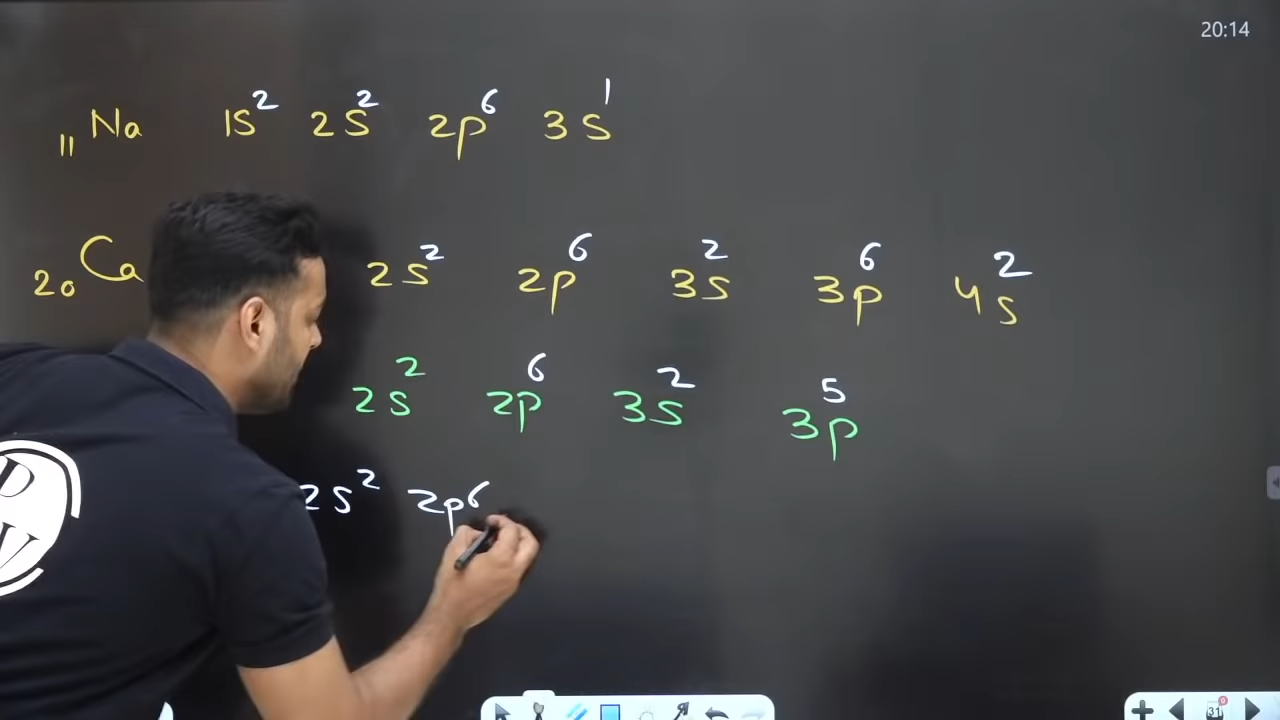 20:14
₁₁Na 1s² 2s² 2p⁶ 3s¹
₂₀Ca 2s² 2p⁶ 3s² 3p⁶ 4s²
2s² 2p⁶ 3s² 3p⁵
2s² 2p⁶
31